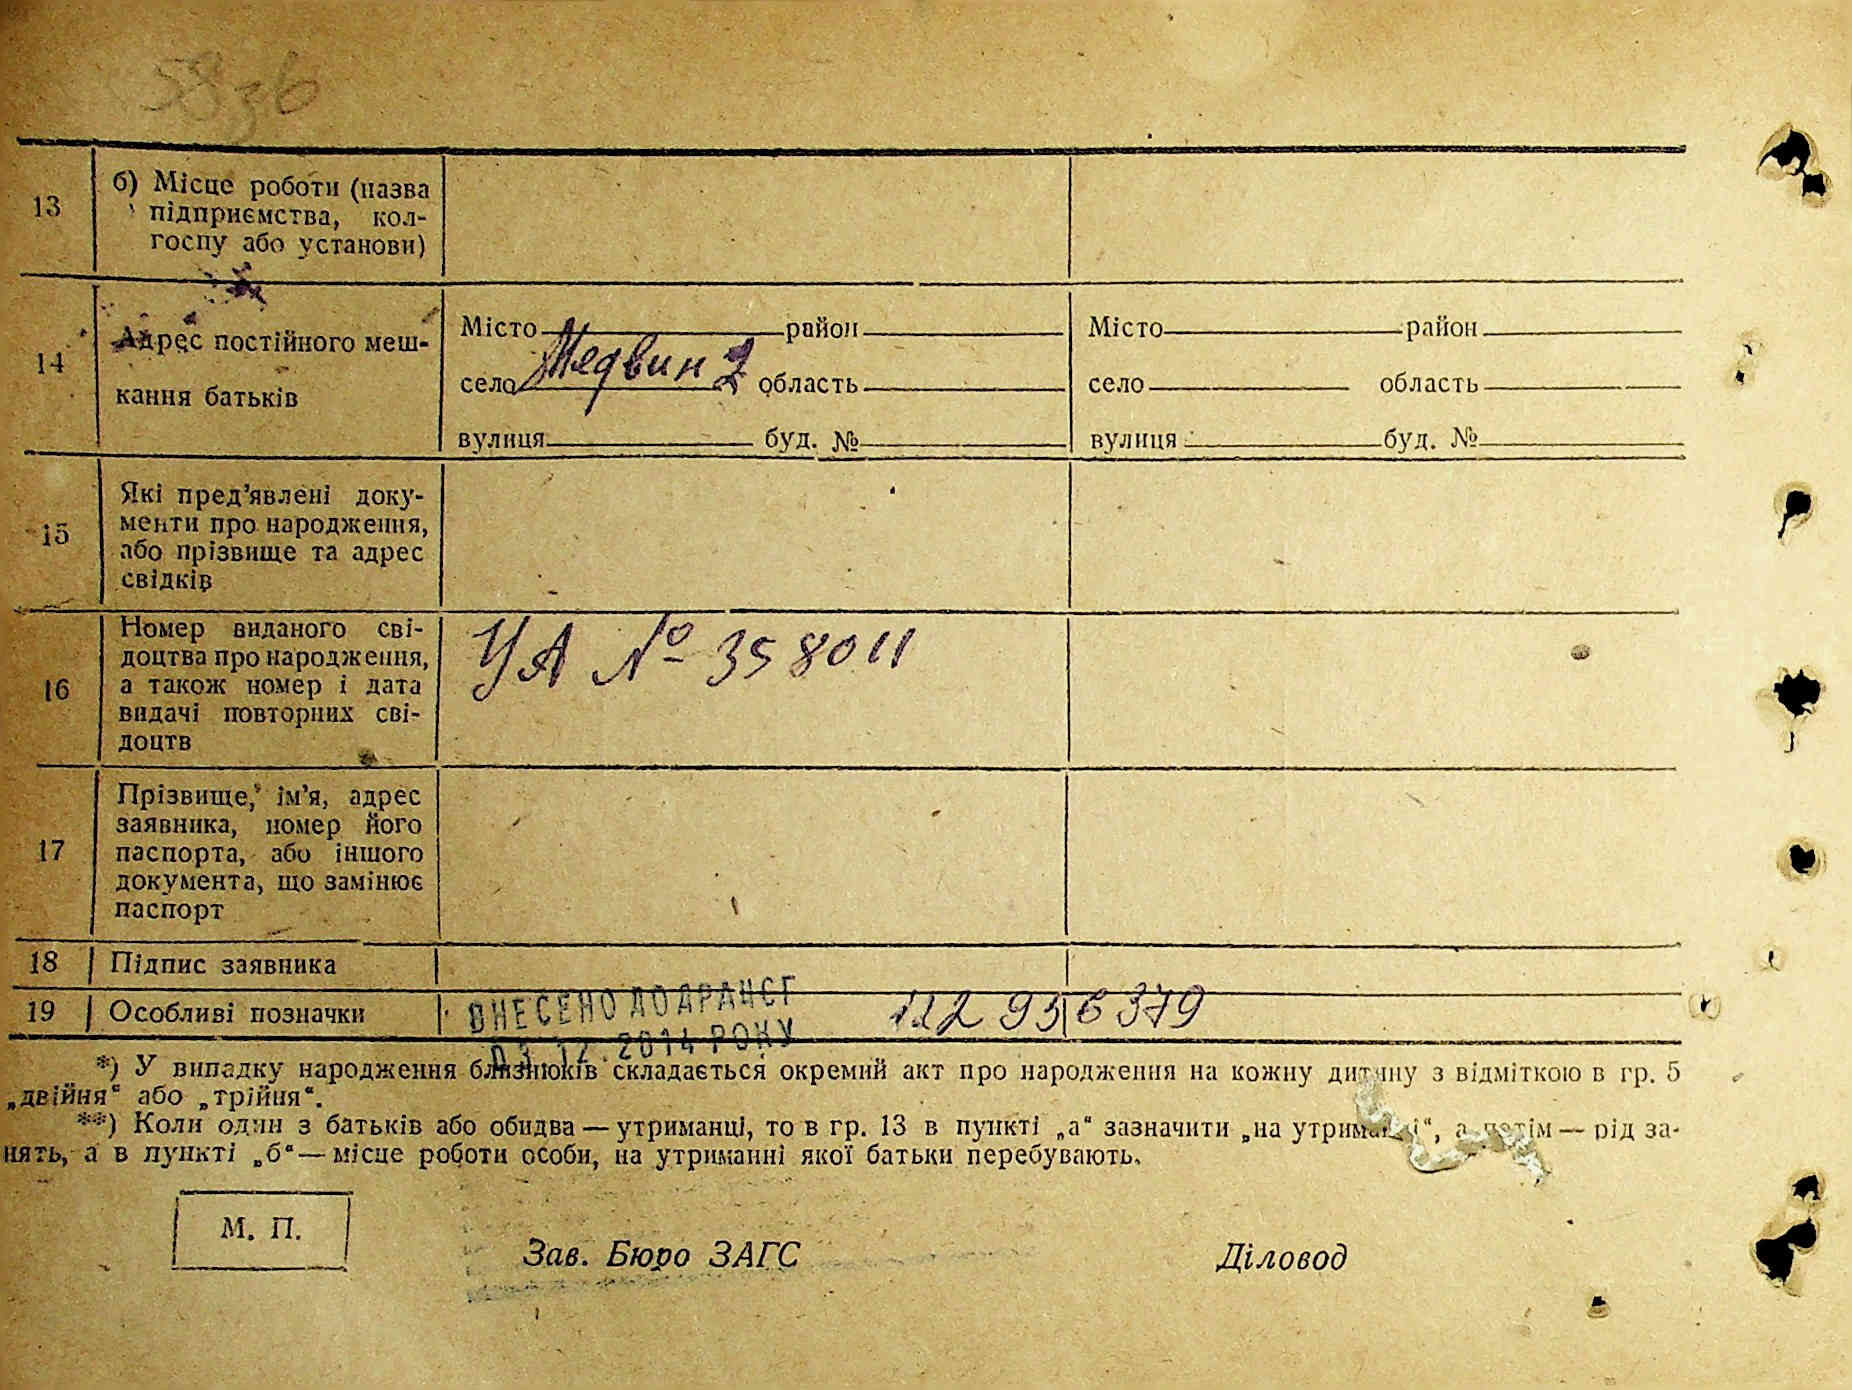 58зв
13
б) Місце роботи (назва
підприємства, кол-
госпу або установи)
14
Адрес постійного меш-
кання батьків
Місто район
село Медвин 2 область
вулиця буд. №
Місто район
село область
вулиця буд. №
15
Які пред’явлені доку-
менти про народження,
або прізвище та адрес
свідків
16
Номер виданого сві-
доцтва про народження,
а також номер і дата
видачі повторних сві-
доцтв
УА № 358011
17
Прізвище, ім’я, адрес
заявника, номер його
паспорта, або іншого
документа, що замінює
паспорт
18 Підпис заявника
19 Особливі позначки
ВНЕСЕНО ДО ДРАЦСГ
03.12.2014 РОКУ
112 956379
*) У випадку народження близнюків складається окремий акт про народження на кожну дитину з відміткою в гр. 5
„двійня“ або „трійня“.
**) Коли один з батьків або обидва — утриманці, то в гр. 13 в пункті „а“ зазначити „на утриманні“, а потім — рід за-
нять, а в пункті „б“ — місце роботи особи, на утриманні якої батьки перебувають.
М. П.
Зав. Бюро ЗАГС
Діловод